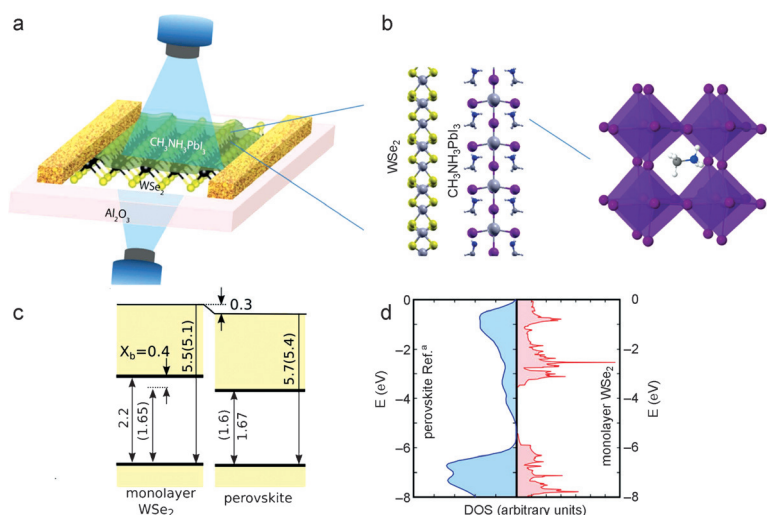 a
CH₃NH₃PbI₃
WSe₂
Al₂O₃
b
WSe₂
CH₃NH₃PbI₃
c
0.3
Xb=0.4
5.5(5.1)
5.7(5.4)
2.2
(1.65)
(1.6)
1.67
monolayer
WSe₂
perovskite
d
0
-2
-4
-6
-8
E (eV)
perovskite Ref.ᵃ
monolayer WSe₂
0
-2
-4
-6
-8
E (eV)
DOS (arbitrary units)